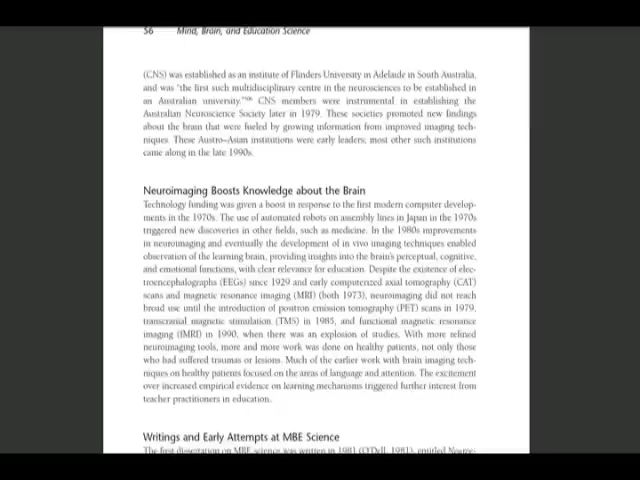 56 Mind, Brain, and Education Science
(CNS) was established as an institute of Flinders University in Adelaide in South Australia,
and was "the first such multidisciplinary centre in the neurosciences to be established in
an Australian university." CNS members were instrumental in establishing the
Australian Neuroscience Society later in 1979. These societies promoted new findings
about the brain that were fueled by growing information from improved imaging tech-
niques. These Austro–Asian institutions were early leaders; most other such institutions
came along in the late 1990s.
Neuroimaging Boosts Knowledge about the Brain
Technology funding was given a boost in response to the first modern computer develop-
ments in the 1970s. The use of automated robots on assembly lines in Japan in the 1970s
triggered new discoveries in other fields, such as medicine. In the 1980s improvements
in neuroimaging and eventually the development of in vivo imaging techniques enabled
observation of the learning brain, providing insights into the brain's perceptual, cognitive,
and emotional functions, with clear relevance for education. Despite the existence of elec-
troencephalographs (EEGs) since 1929 and early computerized axial tomography (CAT)
scans and magnetic resonance imaging (MRI) (both 1973), neuroimaging did not reach
broad use until the introduction of positron emission tomography (PET) scans in 1979,
transcranial magnetic stimulation (TMS) in 1985, and functional magnetic resonance
imaging (fMRI) in 1990, when there was an explosion of studies. With more refined
neuroimaging tools, more and more work was done on healthy patients, not only those
who had suffered traumas or lesions. Much of the earlier work with brain imaging tech-
niques on healthy patients focused on the areas of language and attention. The excitement
over increased empirical evidence on learning mechanisms triggered further interest from
teacher practitioners in education.
Writings and Early Attempts at MBE Science
The first dissertation on MBE science was written in 1981 (O'Dell, 1981), entitled Neuro-